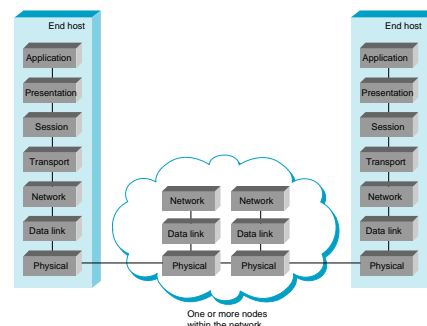 End host
Application
Presentation
Session
Transport
Network
Data link
Physical
Network
Data link
Physical
Network
Data link
Physical
End host
Application
Presentation
Session
Transport
Network
Data link
Physical
One or more nodes
within the network